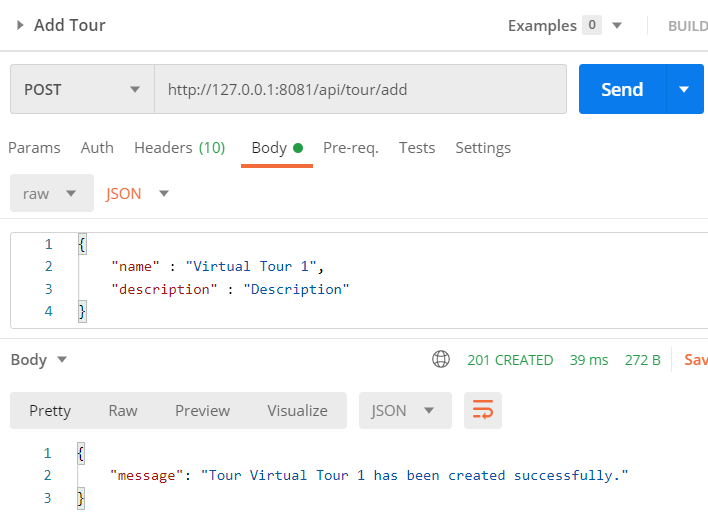 Add Tour Examples 0 BUILD
POST http://127.0.0.1:8081/api/tour/add Send
Params Auth Headers (10) Body Pre-req. Tests Settings
raw JSON
1 {
2 "name" : "Virtual Tour 1",
3 "description" : "Description"
4 }
Body 201 CREATED 39 ms 272 B Sav
Pretty Raw Preview Visualize JSON
1 {
2 "message": "Tour Virtual Tour 1 has been created successfully."
3 }